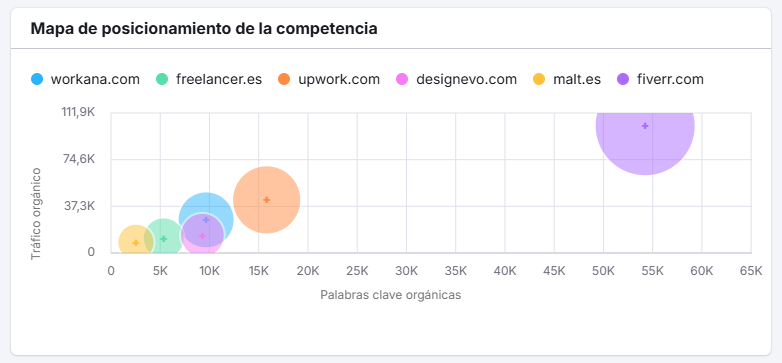 Mapa de posicionamiento de la competencia
workana.com freelancer.es upwork.com designevo.com malt.es fiverr.com
111,9K
74,6K
37,3K
0
Tráfico orgánico
0 5K 10K 15K 20K 25K 30K 35K 40K 45K 50K 55K 60K 65K
Palabras clave orgánicas